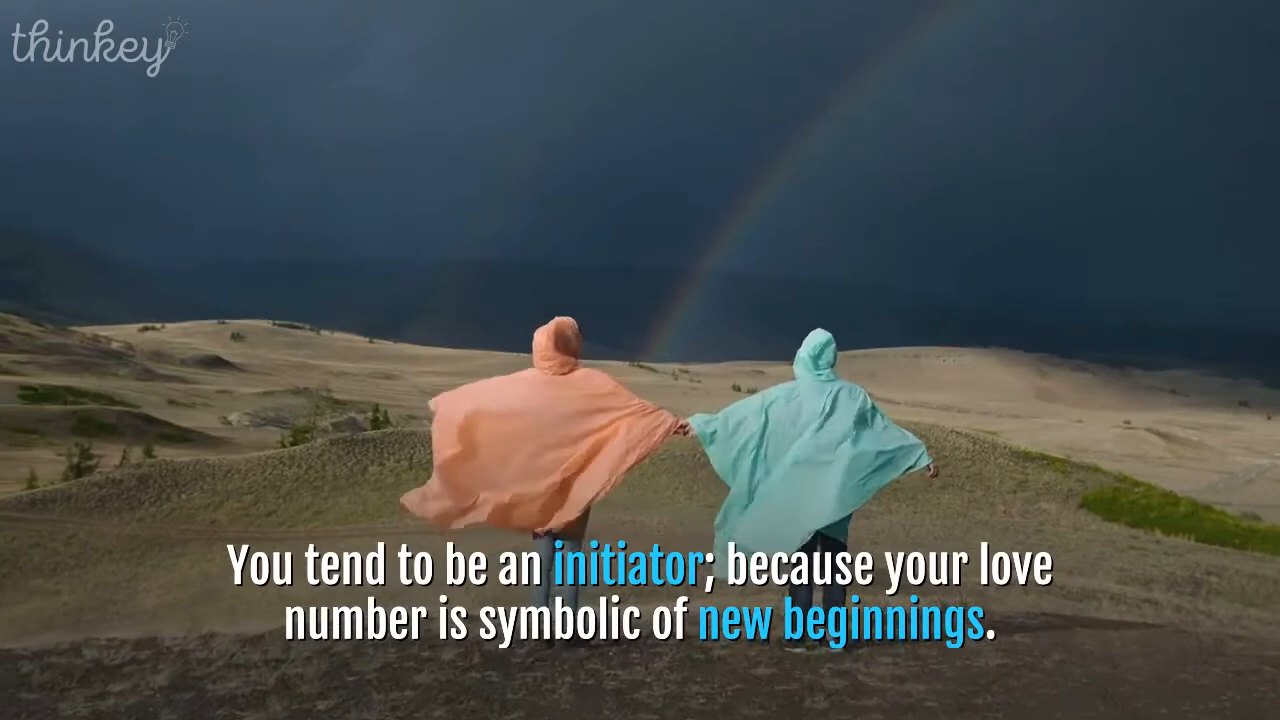 thinkey
You tend to be an initiator; because your love
number is symbolic of new beginnings.